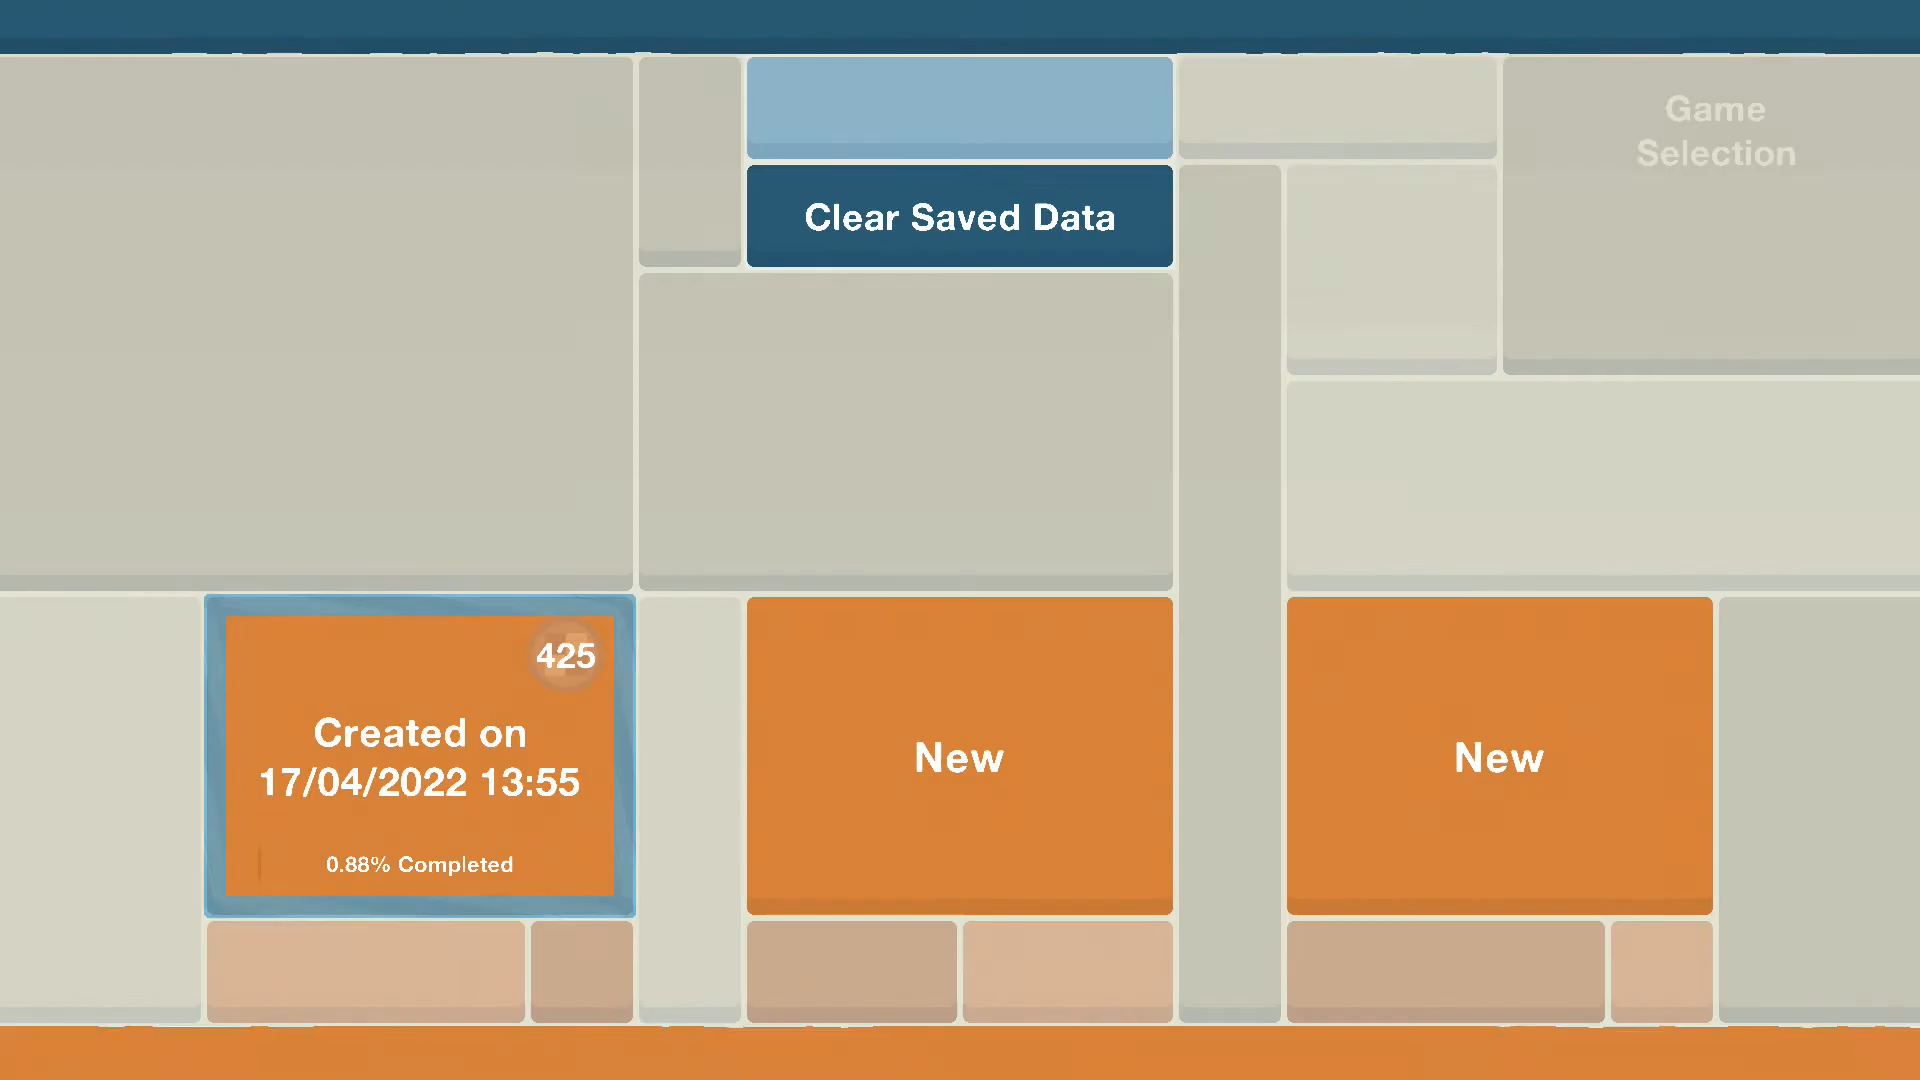 Game
Selection
Clear Saved Data
425
Created on
17/04/2022 13:55
0.88% Completed
New
New